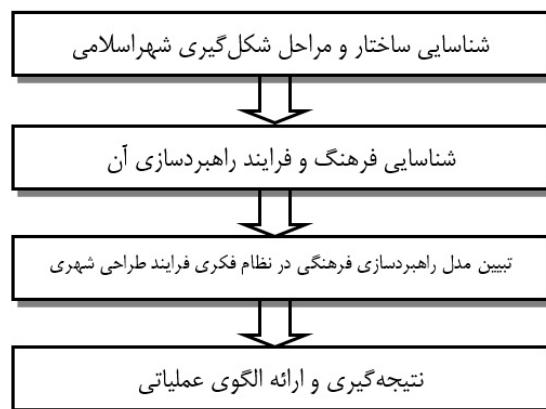 شناسایی ساختار و مراحل شکل‌گیری شهراسلامی
شناسایی فرهنگ و فرایند راهبردسازی آن
تبیین مدل راهبردسازی فرهنگی در نظام فکری فرایند طراحی شهری
نتیجه‌گیری و ارائه الگوی عملیاتی